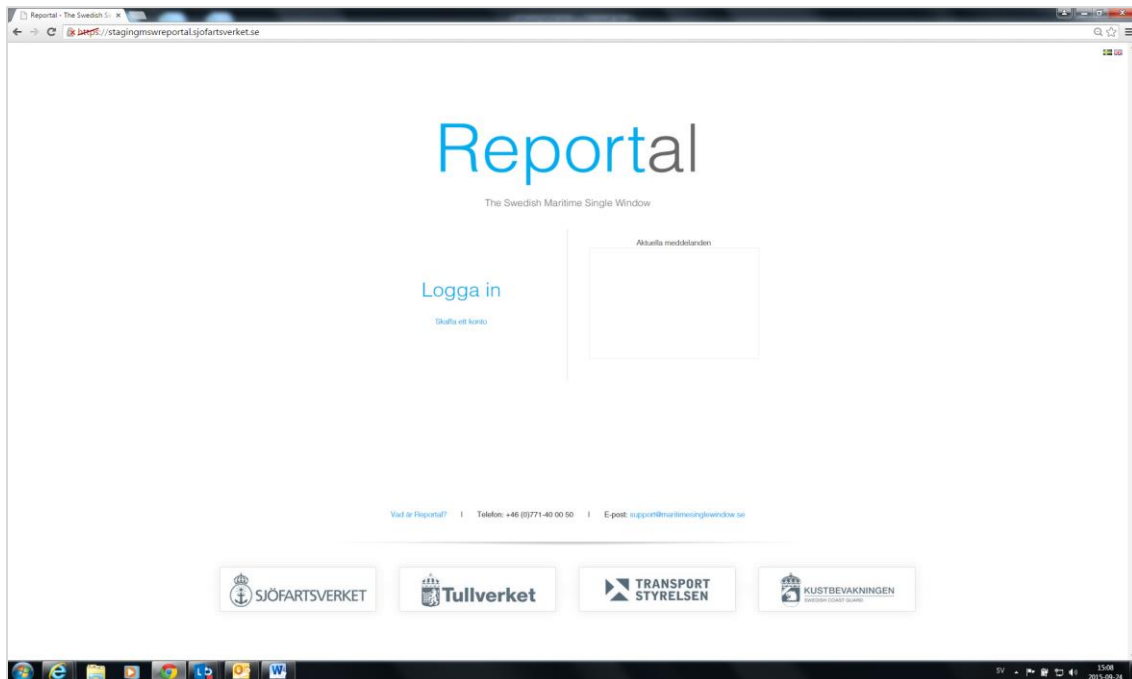 Reportal - The Swedish Si
https://stagingmswreportal.sjofartsverket.se
Reportal
The Swedish Maritime Single Window
Aktuella meddelanden
Logga in
Skaffa ett konto
Vad är Reportal? | Telefon: +46 (0)771-40 00 50 | E-post: support@maritimesinglewindow.se
SJÖFARTSVERKET
Tullverket
TRANSPORT
STYRELSEN
KUSTBEVAKNINGEN
SWEDISH COAST GUARD
SV
15:08
2015-09-24